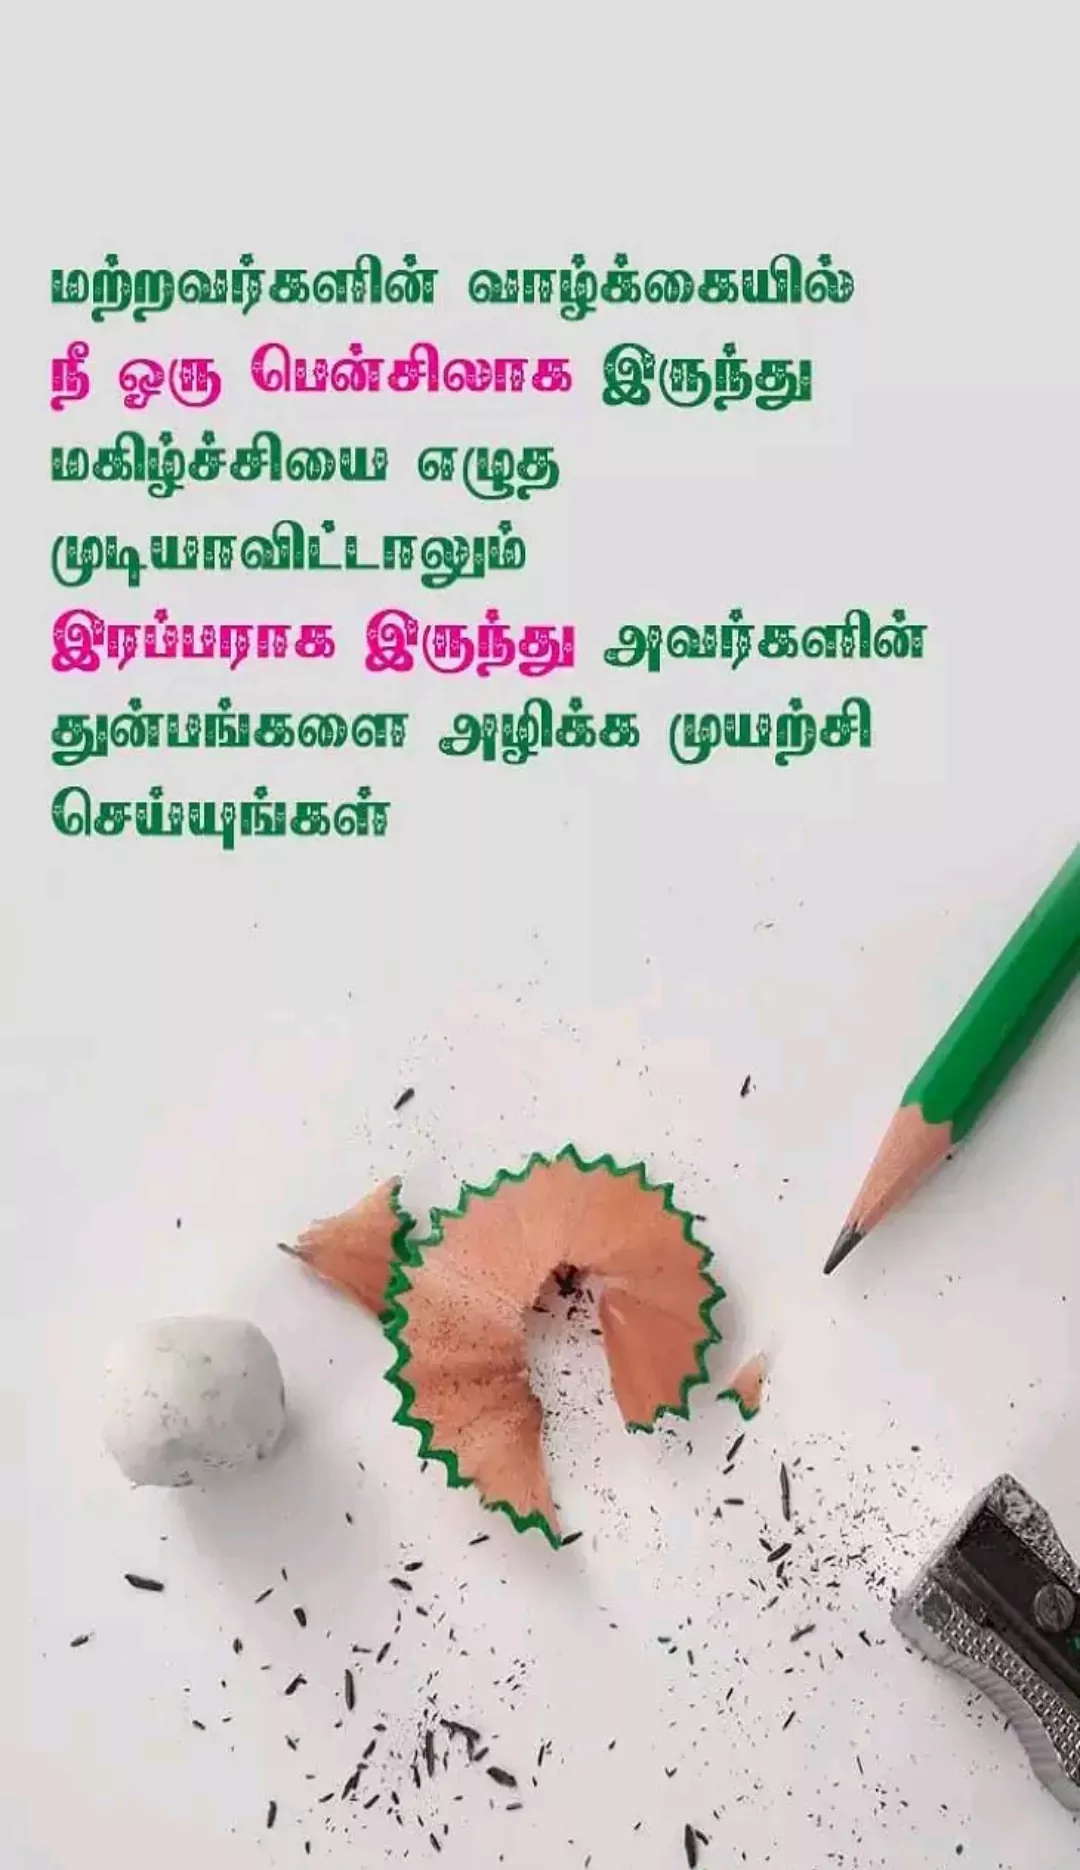 மற்றவர்களின் வாழ்க்கையில்
நீ ஒரு பென்சிலாக இருந்து
மகிழ்ச்சியை எழுத
முடியாவிட்டாலும்
இரப்பராக இருந்து அவர்களின்
துன்பங்களை அழிக்க முயற்சி
செய்யுங்கள்